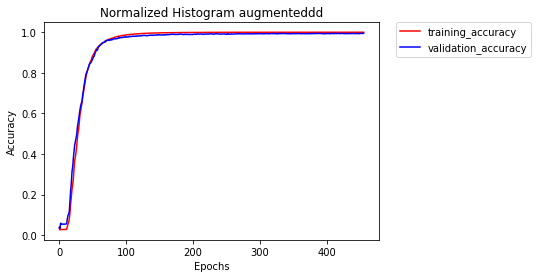 Normalized Histogram augmenteddd
training_accuracy
validation_accuracy
1.0
0.8
0.6
0.4
0.2
0.0
Accuracy
0
100
200
300
400
Epochs